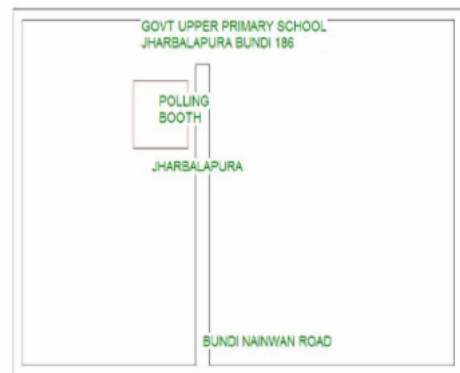 GOVT UPPER PRIMARY SCHOOL
JHARBALAPURA BUNDI 186
POLLING
BOOTH
JHARBALAPURA
BUNDI NAINWAN ROAD